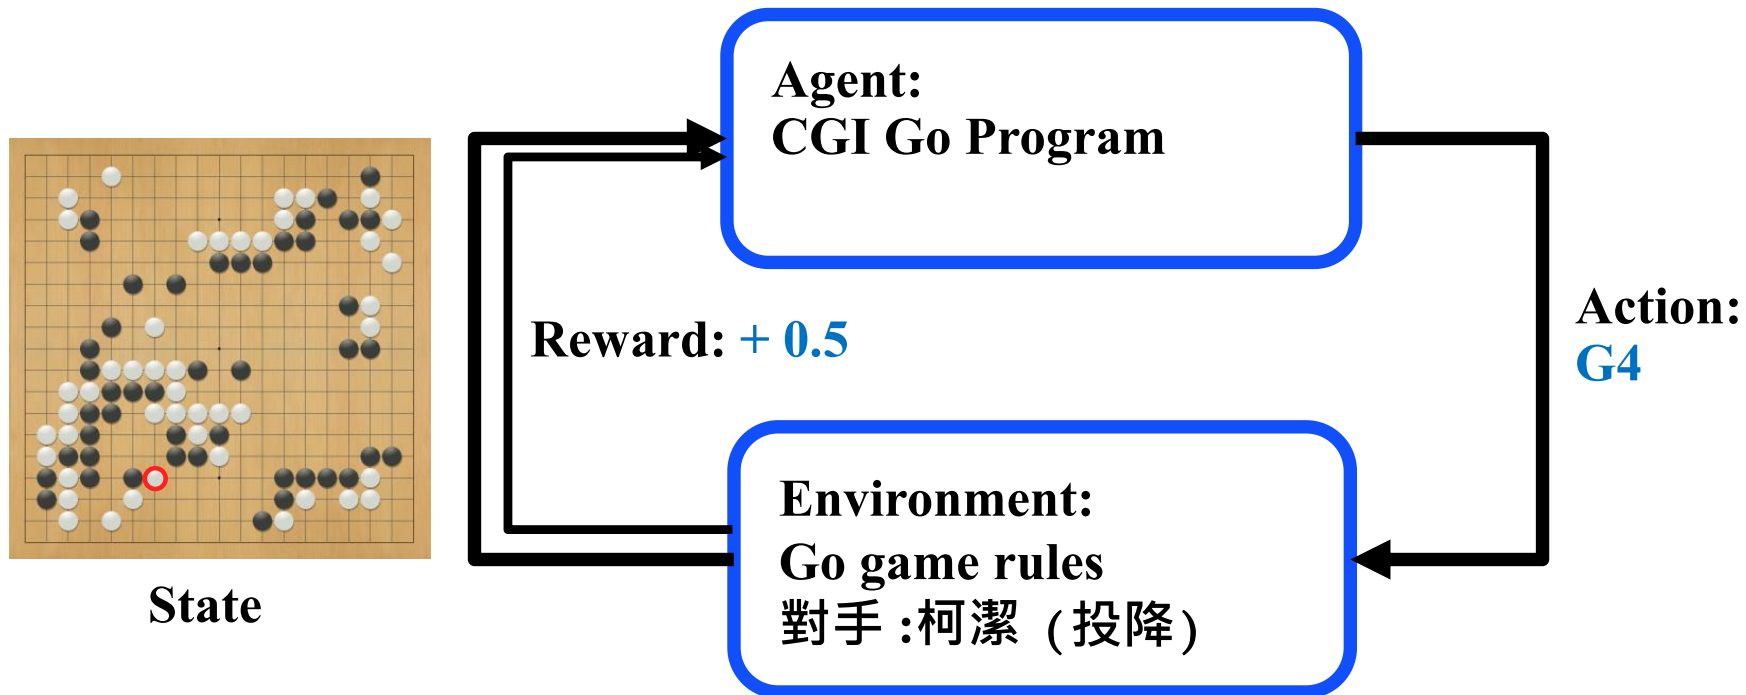 Agent:
CGI Go Program
Reward: + 0.5
Action:
G4
Environment:
Go game rules
對手 :柯潔 (投降)
State